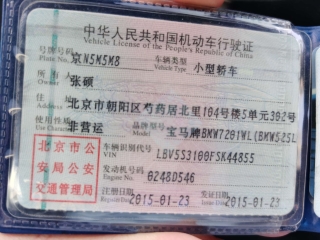 中华人民共和国机动车行驶证
Vehicle License of the People's Republic of China
号牌号码 京N5M5K8 车辆类型 小型轿车
Plate No. Vehicle Type
所有人 张硕
住址 北京市朝阳区芍药居北里104号楼5单元302号
使用性质 非营运 品牌型号 宝马牌BMW7201WL(BMW525L
车辆识别代号 LBV5S3100FSK44855
VIN
发动机号码 0248D546
Engine No.
北京市公
安局公安
交通管理局
注册日期 2015-01-23 发证日期 2015-01-23